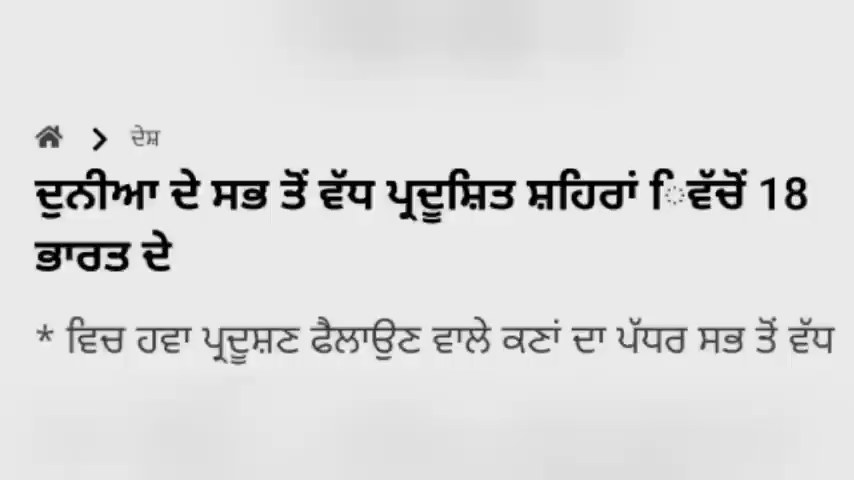 ਦੇਸ਼
ਦੁਨੀਆ ਦੇ ਸਭ ਤੋਂ ਵੱਧ ਪ੍ਰਦੂਸ਼ਿਤ ਸ਼ਹਿਰਾਂ ਿਵੱਚੋਂ 18
ਭਾਰਤ ਦੇ
* ਵਿਚ ਹਵਾ ਪ੍ਰਦੂਸ਼ਣ ਫੈਲਾਉਣ ਵਾਲੇ ਕਣਾਂ ਦਾ ਪੱਧਰ ਸਭ ਤੋਂ ਵੱਧ